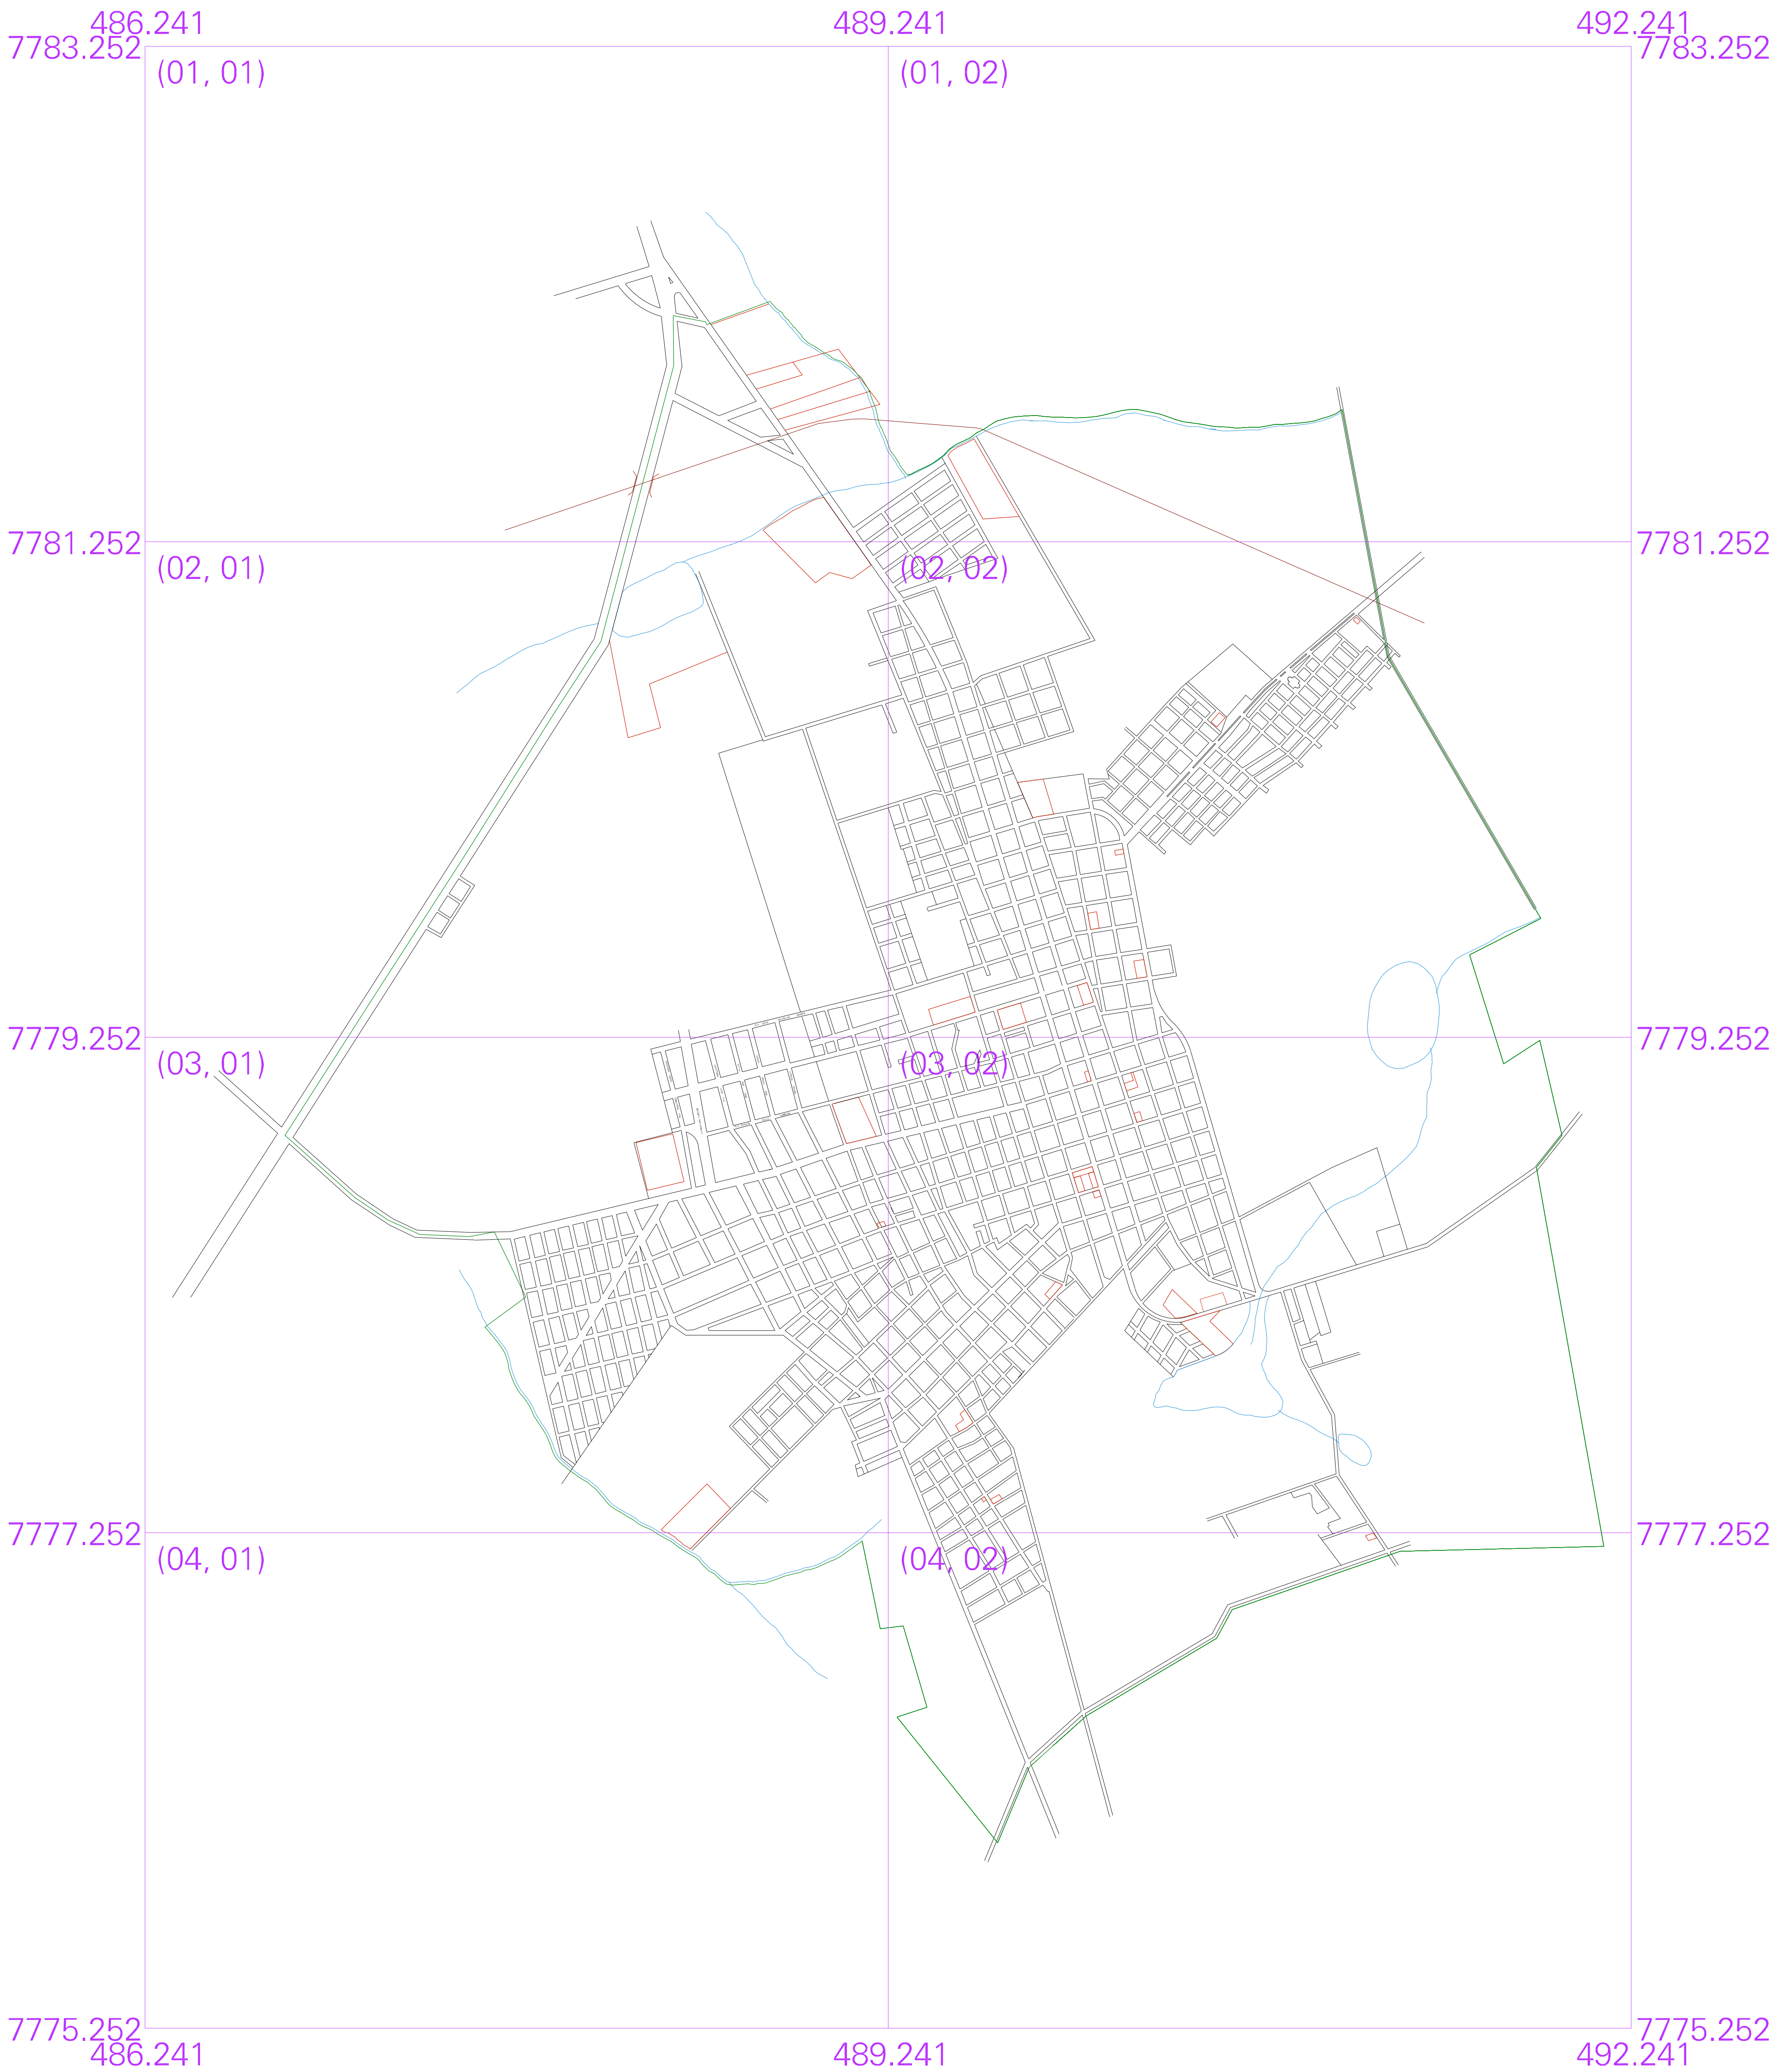 486.241 489.241 492.241
7783.252 7783.252
(01, 01) (01, 02)
7781.252 7781.252
(02, 01) (02, 02)
7779.252 7779.252
(03, 01) (03, 02)
7777.252 7777.252
(04, 01) (04, 02)
7775.252 7775.252
486.241 489.241 492.241